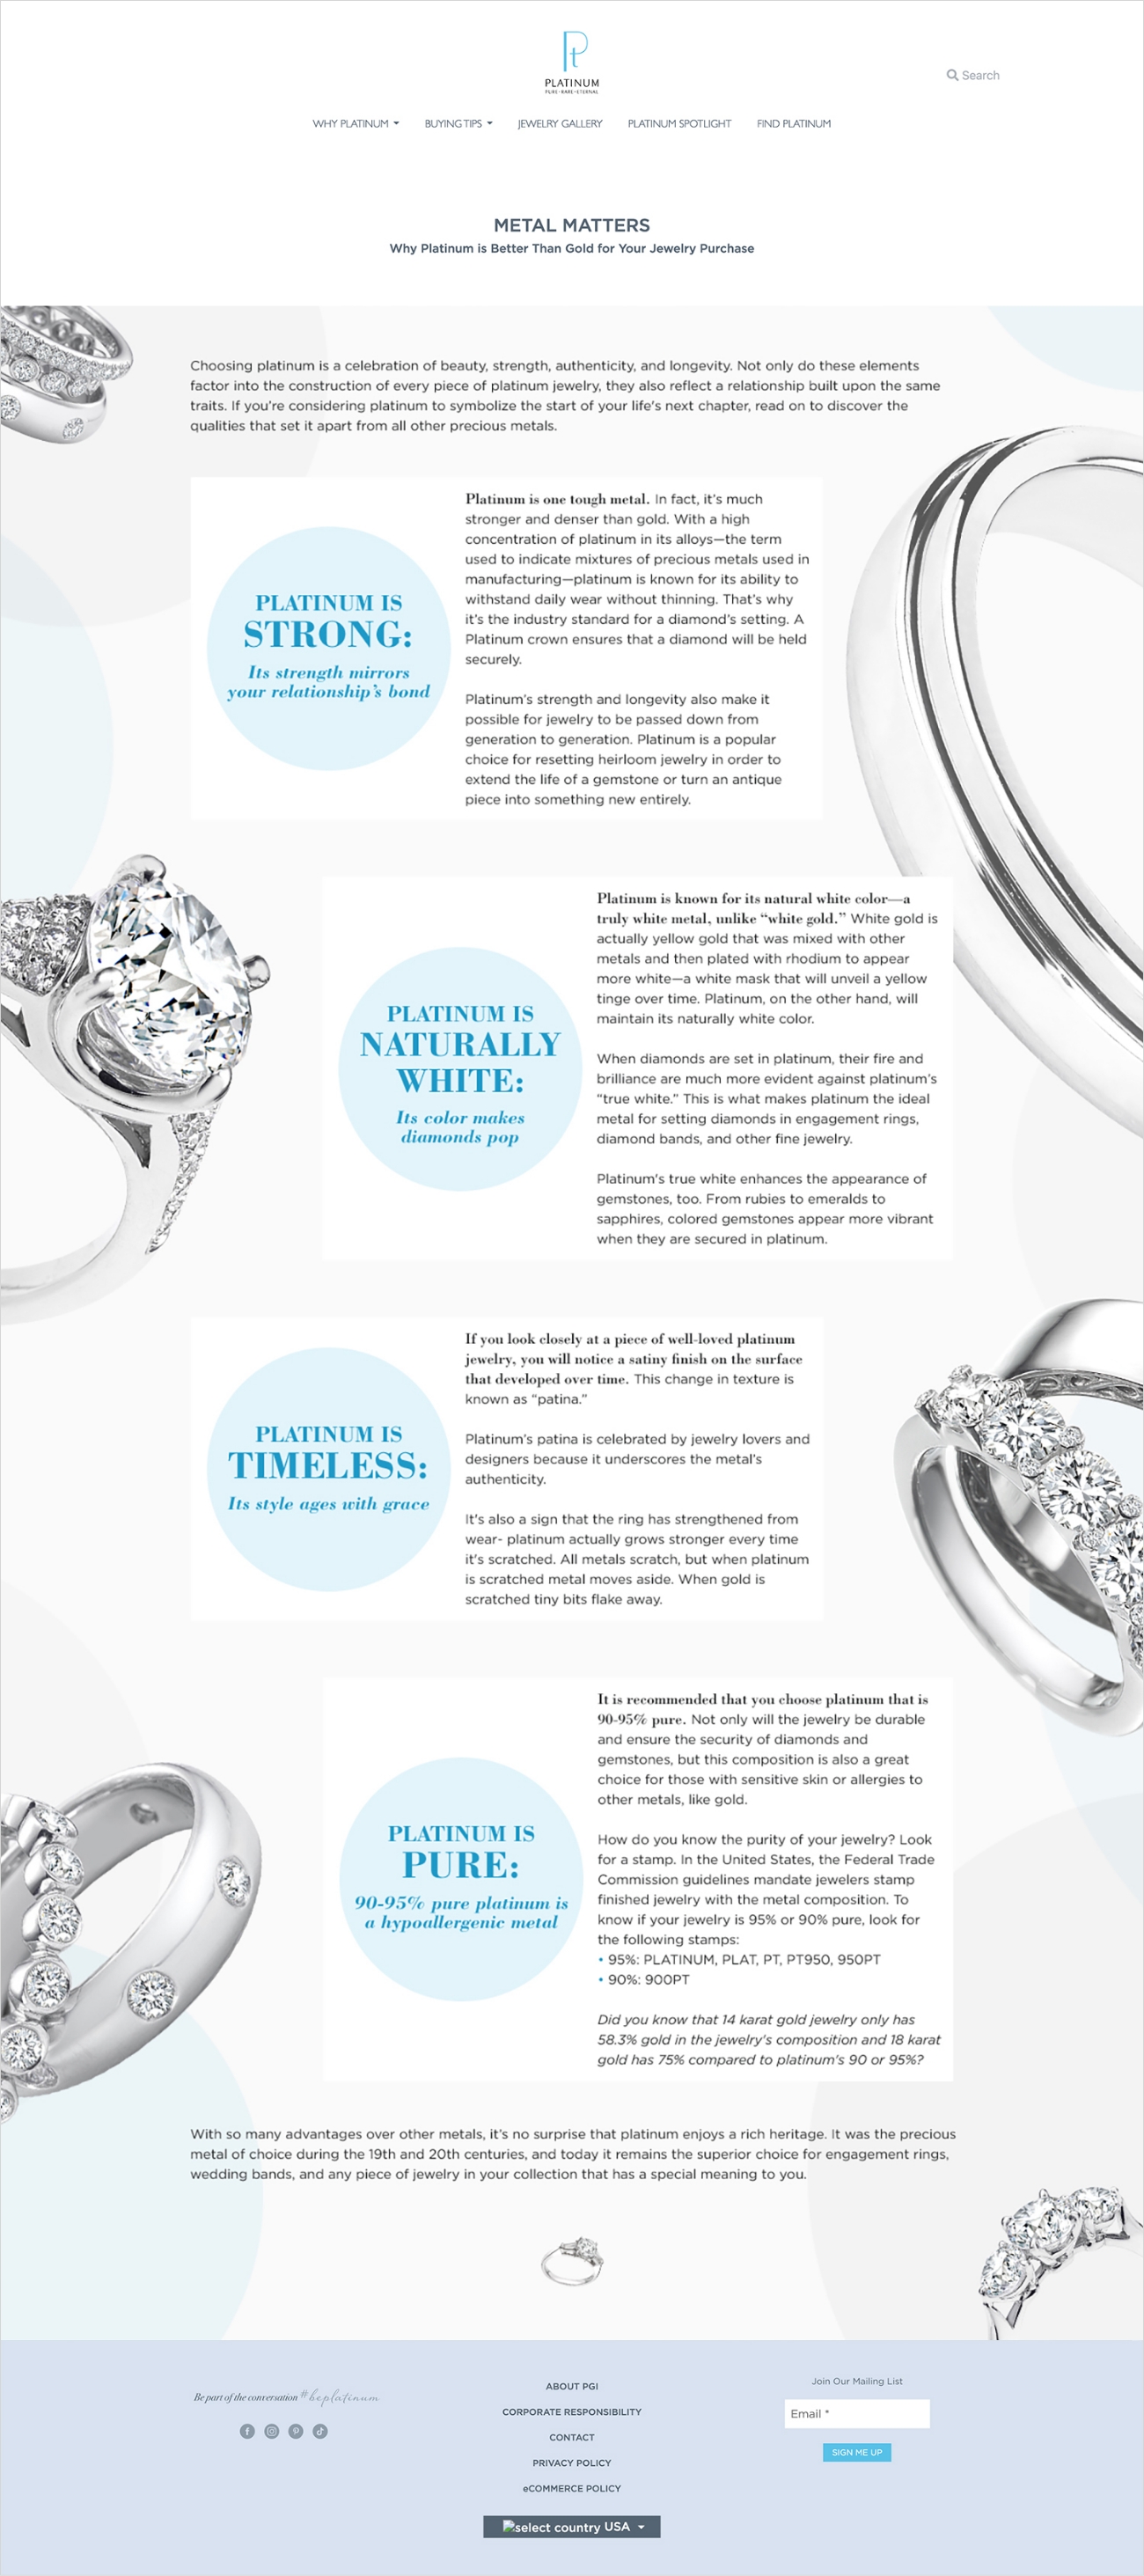 Pt
PLATINUM
PURE•RARE•ETERNAL
Search
WHY PLATINUM
BUYING TIPS
JEWELRY GALLERY
PLATINUM SPOTLIGHT
FIND PLATINUM
METAL MATTERS
Why Platinum is Better Than Gold for Your Jewelry Purchase
Choosing platinum is a celebration of beauty, strength, authenticity, and longevity. Not only do these elements
factor into the construction of every piece of platinum jewelry, they also reflect a relationship built upon the same
traits. If you're considering platinum to symbolize the start of your life's next chapter, read on to discover the
qualities that set it apart from all other precious metals.
PLATINUM IS
STRONG:
Its strength mirrors
your relationship's bond
Platinum is one tough metal. In fact, it's much
stronger and denser than gold. With a high
concentration of platinum in its alloys—the term
used to indicate mixtures of precious metals used in
manufacturing—platinum is known for its ability to
withstand daily wear without thinning. That's why
it's the industry standard for a diamond's setting. A
Platinum crown ensures that a diamond will be held
securely.
Platinum's strength and longevity also make it
possible for jewelry to be passed down from
generation to generation. Platinum is a popular
choice for resetting heirloom jewelry in order to
extend the life of a gemstone or turn an antique
piece into something new entirely.
PLATINUM IS
NATURALLY
WHITE:
Its color makes
diamonds pop
Platinum is known for its natural white color—a
truly white metal, unlike “white gold.” White gold is
actually yellow gold that was mixed with other
metals and then plated with rhodium to appear
more white—a white mask that will unveil a yellow
tinge over time. Platinum, on the other hand, will
maintain its naturally white color.
When diamonds are set in platinum, their fire and
brilliance are much more evident against platinum's
“true white.” This is what makes platinum the ideal
metal for setting diamonds in engagement rings,
diamond bands, and other fine jewelry.
Platinum's true white enhances the appearance of
gemstones, too. From rubies to emeralds to
sapphires, colored gemstones appear more vibrant
when they are secured in platinum.
PLATINUM IS
TIMELESS:
Its style ages with grace
If you look closely at a piece of well-loved platinum
jewelry, you will notice a satiny finish on the surface
that developed over time. This change in texture is
known as “patina.”
Platinum's patina is celebrated by jewelry lovers and
designers because it underscores the metal's
authenticity.
It's also a sign that the ring has strengthened from
wear- platinum actually grows stronger every time
it's scratched. All metals scratch, but when platinum
is scratched metal moves aside. When gold is
scratched tiny bits flake away.
PLATINUM IS
PURE:
90-95% pure platinum is
a hypoallergenic metal
It is recommended that you choose platinum that is
90-95% pure. Not only will the jewelry be durable
and ensure the security of diamonds and
gemstones, but this composition is also a great
choice for those with sensitive skin or allergies to
other metals, like gold.
How do you know the purity of your jewelry? Look
for a stamp. In the United States, the Federal Trade
Commission guidelines mandate jewelers stamp
finished jewelry with the metal composition. To
know if your jewelry is 95% or 90% pure, look for
the following stamps:
• 95%: PLATINUM, PLAT, PT, PT950, 950PT
• 90%: 900PT
Did you know that 14 karat gold jewelry only has
58.3% gold in the jewelry's composition and 18 karat
gold has 75% compared to platinum's 90 or 95%?
With so many advantages over other metals, it's no surprise that platinum enjoys a rich heritage. It was the precious
metal of choice during the 19th and 20th centuries, and today it remains the superior choice for engagement rings,
wedding bands, and any piece of jewelry in your collection that has a special meaning to you.
Be part of the conversation #beplatinum
ABOUT PGI
CORPORATE RESPONSIBILITY
CONTACT
PRIVACY POLICY
eCOMMERCE POLICY
Join Our Mailing List
Email *
SIGN ME UP
select country USA